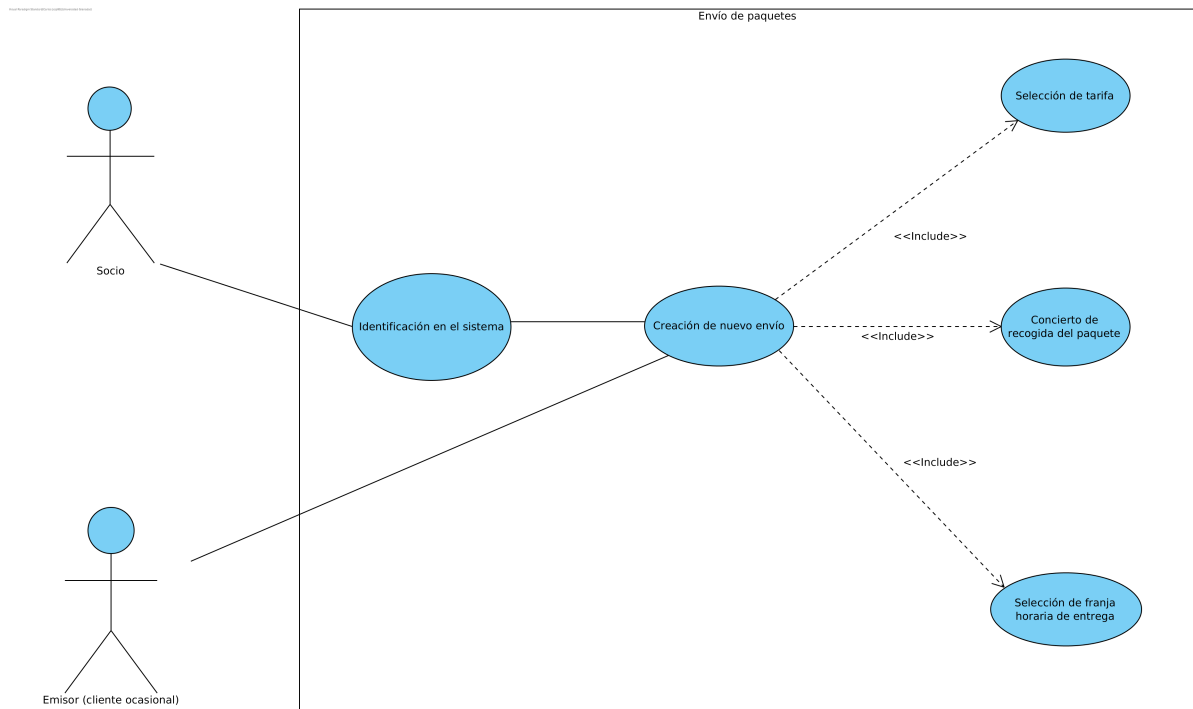 Envío de paquetes
Selección de tarifa
<<Include>>
Socio
Identificación en el sistema
Creación de nuevo envío
<<Include>>
Concierto de
recogida del paquete
<<Include>>
Selección de franja
horaria de entrega
Emisor (cliente ocasional)